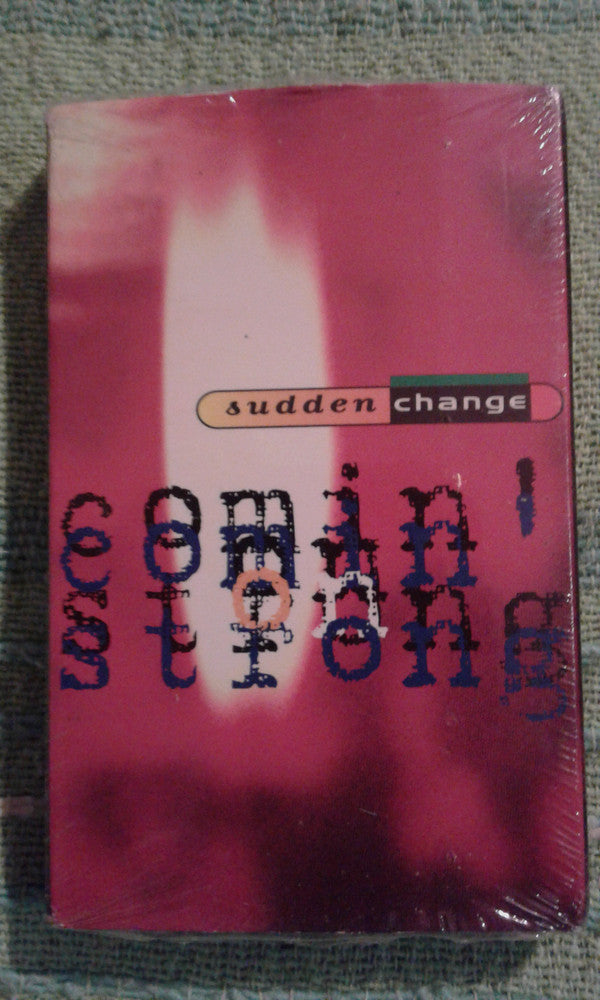 sudden change
comin'
on
strong